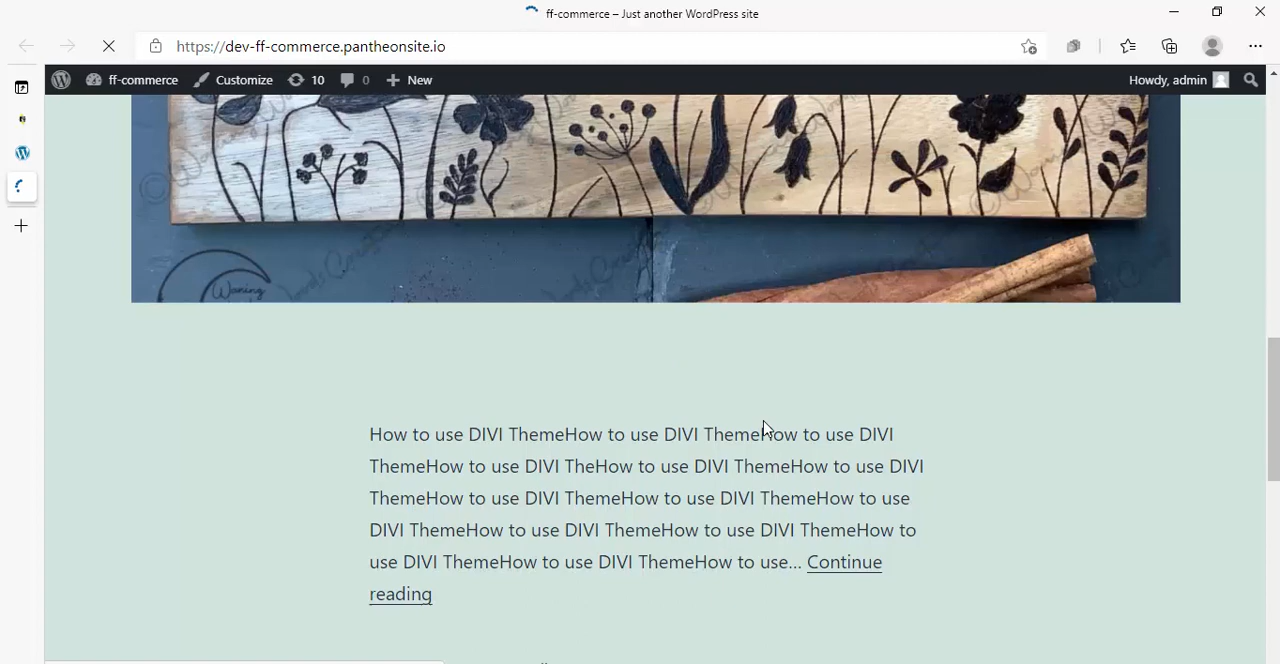 ff-commerce – Just another WordPress site
https://dev-ff-commerce.pantheonsite.io
ff-commerce Customize 10 0 New Howdy, admin
Waning
How to use DIVI ThemeHow to use DIVI ThemeHow to use DIVI
ThemeHow to use DIVI TheHow to use DIVI ThemeHow to use DIVI
ThemeHow to use DIVI ThemeHow to use DIVI ThemeHow to use
DIVI ThemeHow to use DIVI ThemeHow to use DIVI ThemeHow to
use DIVI ThemeHow to use DIVI ThemeHow to use... Continue
reading